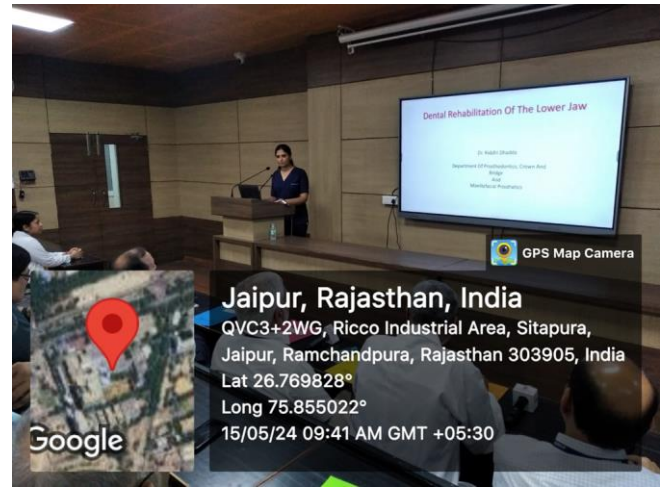 Dental Rehabilitation Of The Lower Jaw
Department Of Prosthodontics, Crown And
Bridge
And
Maxillofacial Prosthetics
GPS Map Camera
Jaipur, Rajasthan, India
QVC3+2WG, Ricco Industrial Area, Sitapura,
Jaipur, Ramchandpura, Rajasthan 303905, India
Lat 26.769828°
Long 75.855022°
15/05/24 09:41 AM GMT +05:30
Google